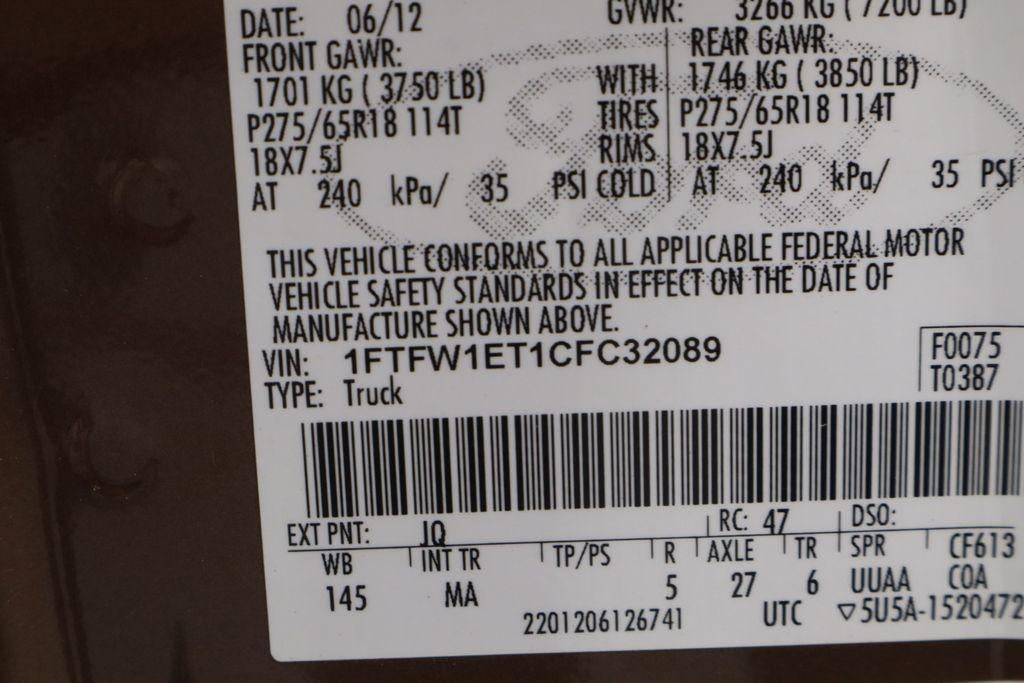 DATE: 06/12 GVWR: 3266 KG ( 7200 LB)
FRONT GAWR: REAR GAWR:
1701 KG ( 3750 LB) WITH 1746 KG ( 3850 LB)
P275/65R18 114T TIRES P275/65R18 114T
18X7.5J RIMS 18X7.5J
AT 240 kPa/ 35 PSI COLD AT 240 kPa/ 35 PSI
Ford
THIS VEHICLE CONFORMS TO ALL APPLICABLE FEDERAL MOTOR
VEHICLE SAFETY STANDARDS IN EFFECT ON THE DATE OF
MANUFACTURE SHOWN ABOVE.
VIN: 1FTFW1ET1CFC32089
TYPE: Truck
F0075
T0387
EXT PNT: JQ RC: 47 DSO:
WB INT TR TP/PS R AXLE TR SPR CF613
145 MA 5 27 6 UUAA COA
2201206126741 UTC ▽5U5A-1520472